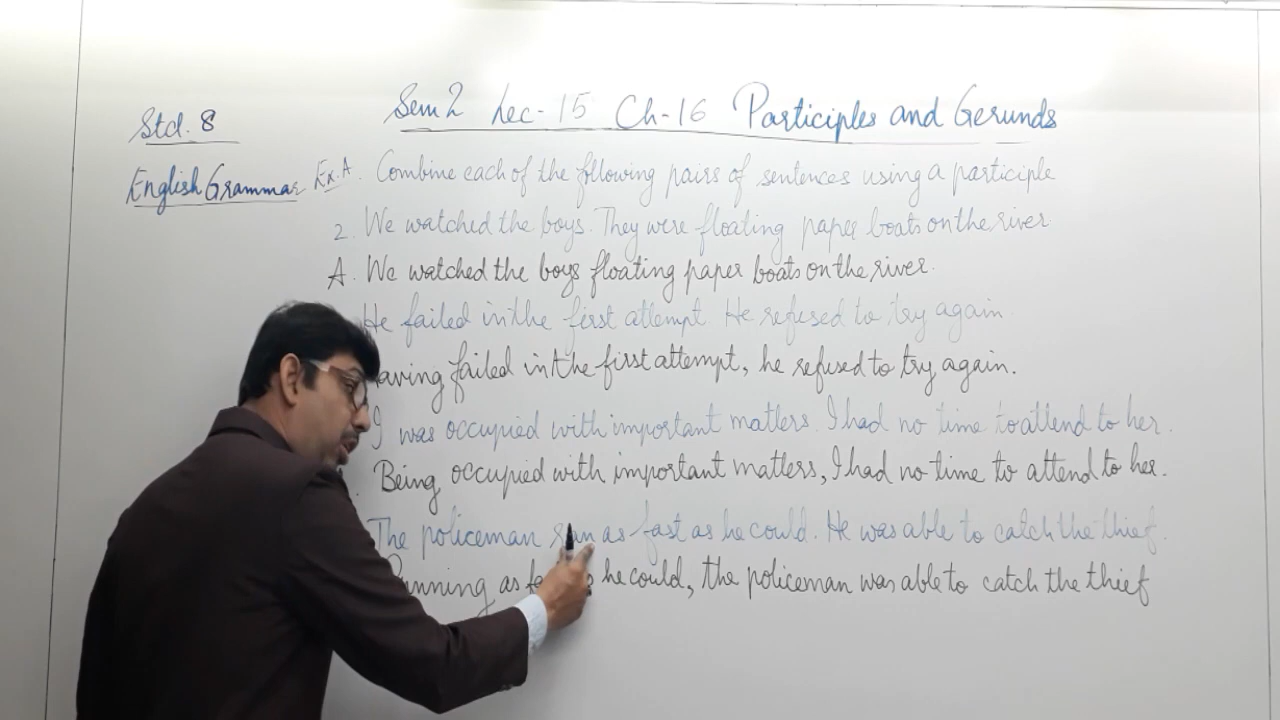 Sem 2 Lec-15 Ch-16 Participles and Gerunds
Std. 8
English Grammar
Ex. A. Combine each of the following pairs of sentences using a participle
2. We watched the boys. They were floating paper boats on the river
A. We watched the boys floating paper boats on the river.
He failed in the first attempt. He refused to try again.
aving failed in the first attempt, he refused to try again.
I was occupied with important matters. I had no time to attend to her.
Being occupied with important matters, I had no time to attend to her.
The policeman ran as fast as he could. He was able to catch the thief.
unning as he could, the policeman was able to catch the thief